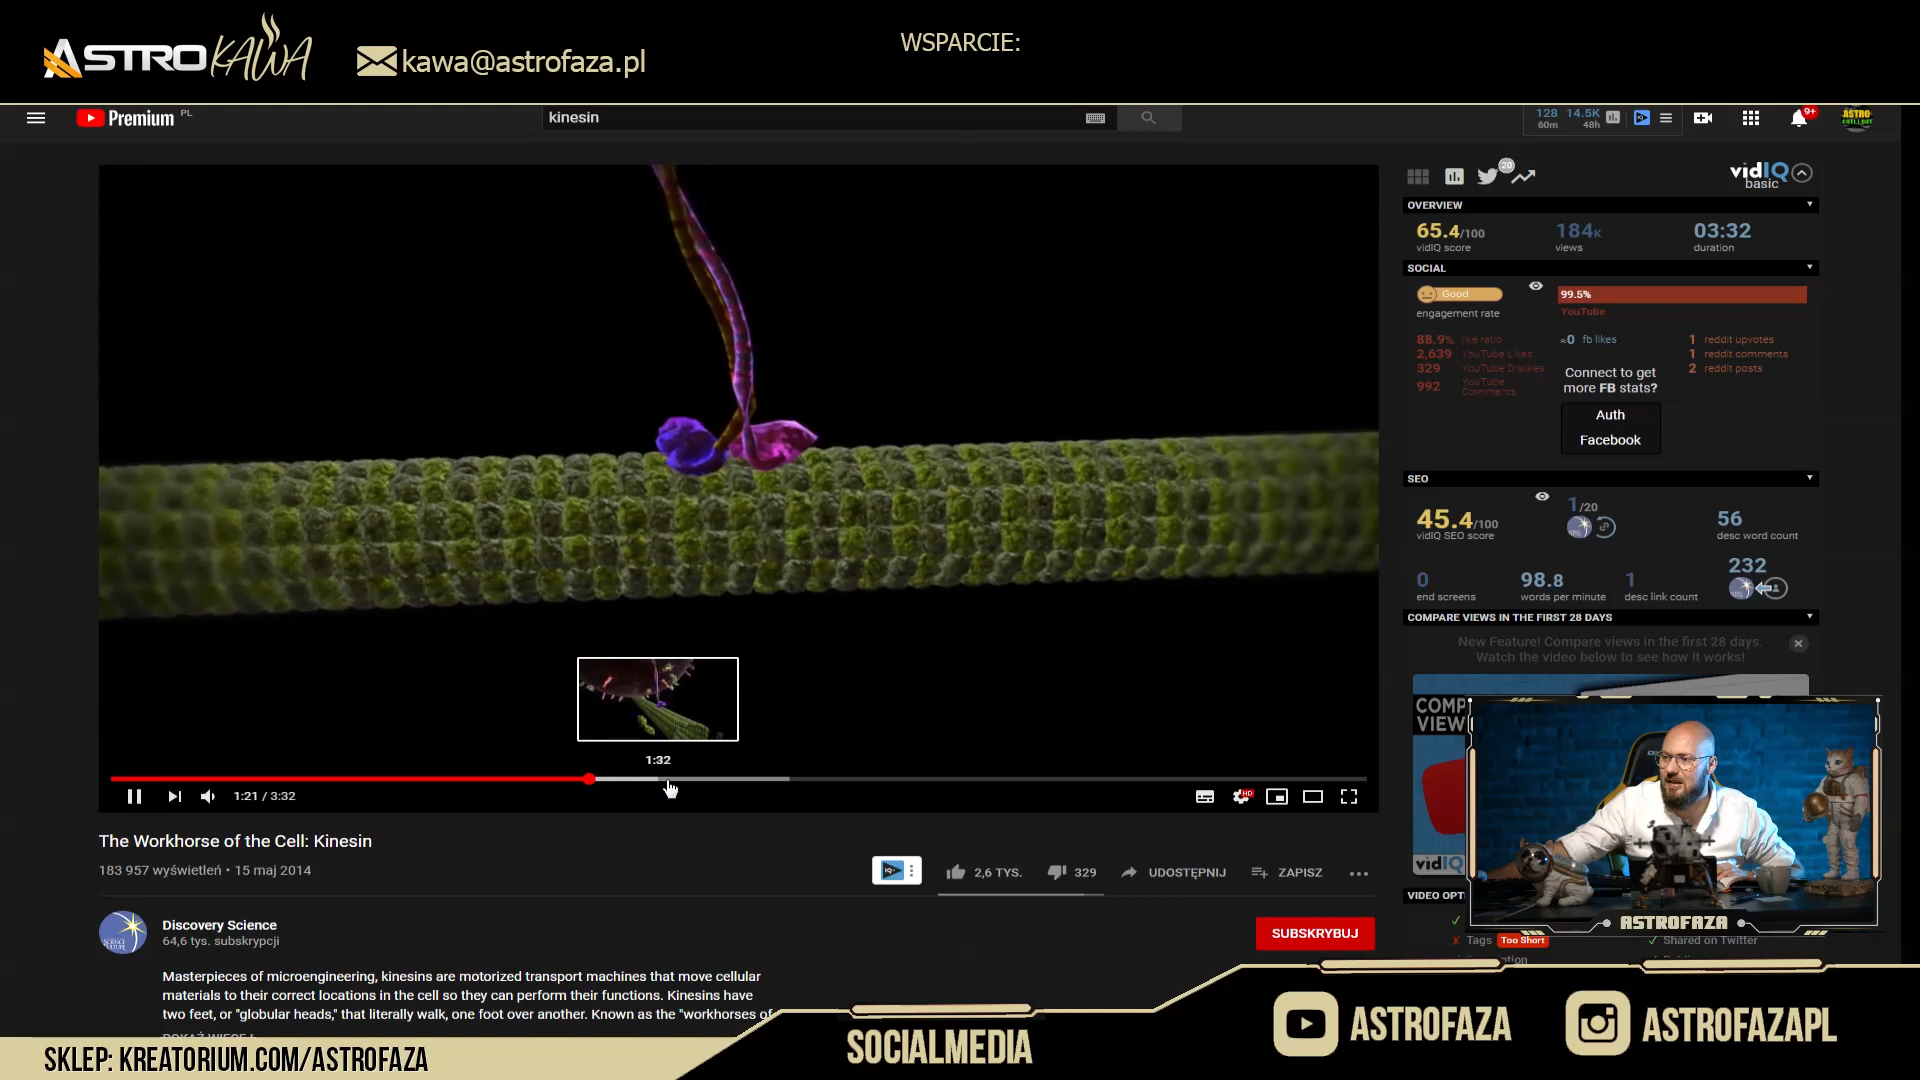 ASTROKAWA
kawa@astrofaza.pl
WSPARCIE:
Premium PL
kinesin
128 14.5K
60m 48h
9+
ASTRO
20
vidIQ
basic
OVERVIEW
65.4/100
vidIQ score
184K
views
03:32
duration
SOCIAL
Good
engagement rate
99.5%
YouTube
88.9% like ratio
2,639 YouTube Likes
329 YouTube Dislikes
992 YouTube Comments
≈0 fb likes
1 reddit upvotes
1 reddit comments
2 reddit posts
Connect to get
more FB stats?
Auth
Facebook
SEO
45.4/100
vidIQ SEO score
1/20
56
desc word count
0
end screens
98.8
words per minute
1
desc link count
232
COMPARE VIEWS IN THE FIRST 28 DAYS
New Feature! Compare views in the first 28 days.
Watch the video below to see how it works!
COMP
VIEW
vidIQ
VIDEO OPT
Tags Too Short
Shared on Twitter
1:32
1:21 / 3:32
HD
The Workhorse of the Cell: Kinesin
183 957 wyświetleń • 15 maj 2014
2,6 TYS.
329
UDOSTĘPNIJ
ZAPISZ
Discovery Science
64,6 tys. subskrypcji
SUBSKRYBUJ
Masterpieces of microengineering, kinesins are motorized transport machines that move cellular
materials to their correct locations in the cell so they can perform their functions. Kinesins have
two feet, or "globular heads," that literally walk, one foot over another. Known as the "workhorses of
ASTROFAZA
SKLEP: KREATORIUM.COM/ASTROFAZA
SOCIALMEDIA
ASTROFAZA
ASTROFAZAPL